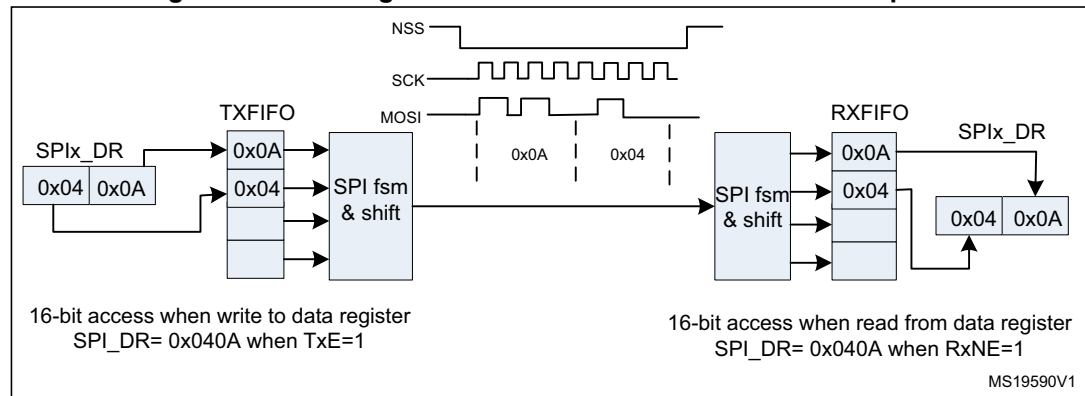 NSS
SCK
MOSI
TXFIFO
RXFIFO
SPIx_DR
SPIx_DR
0x04 0x0A
0x0A
0x04
SPI fsm
& shift
0x0A
0x04
SPI fsm
& shift
0x0A
0x04
0x04 0x0A
16-bit access when write to data register
SPI_DR= 0x040A when TxE=1
16-bit access when read from data register
SPI_DR= 0x040A when RxNE=1
MS19590V1